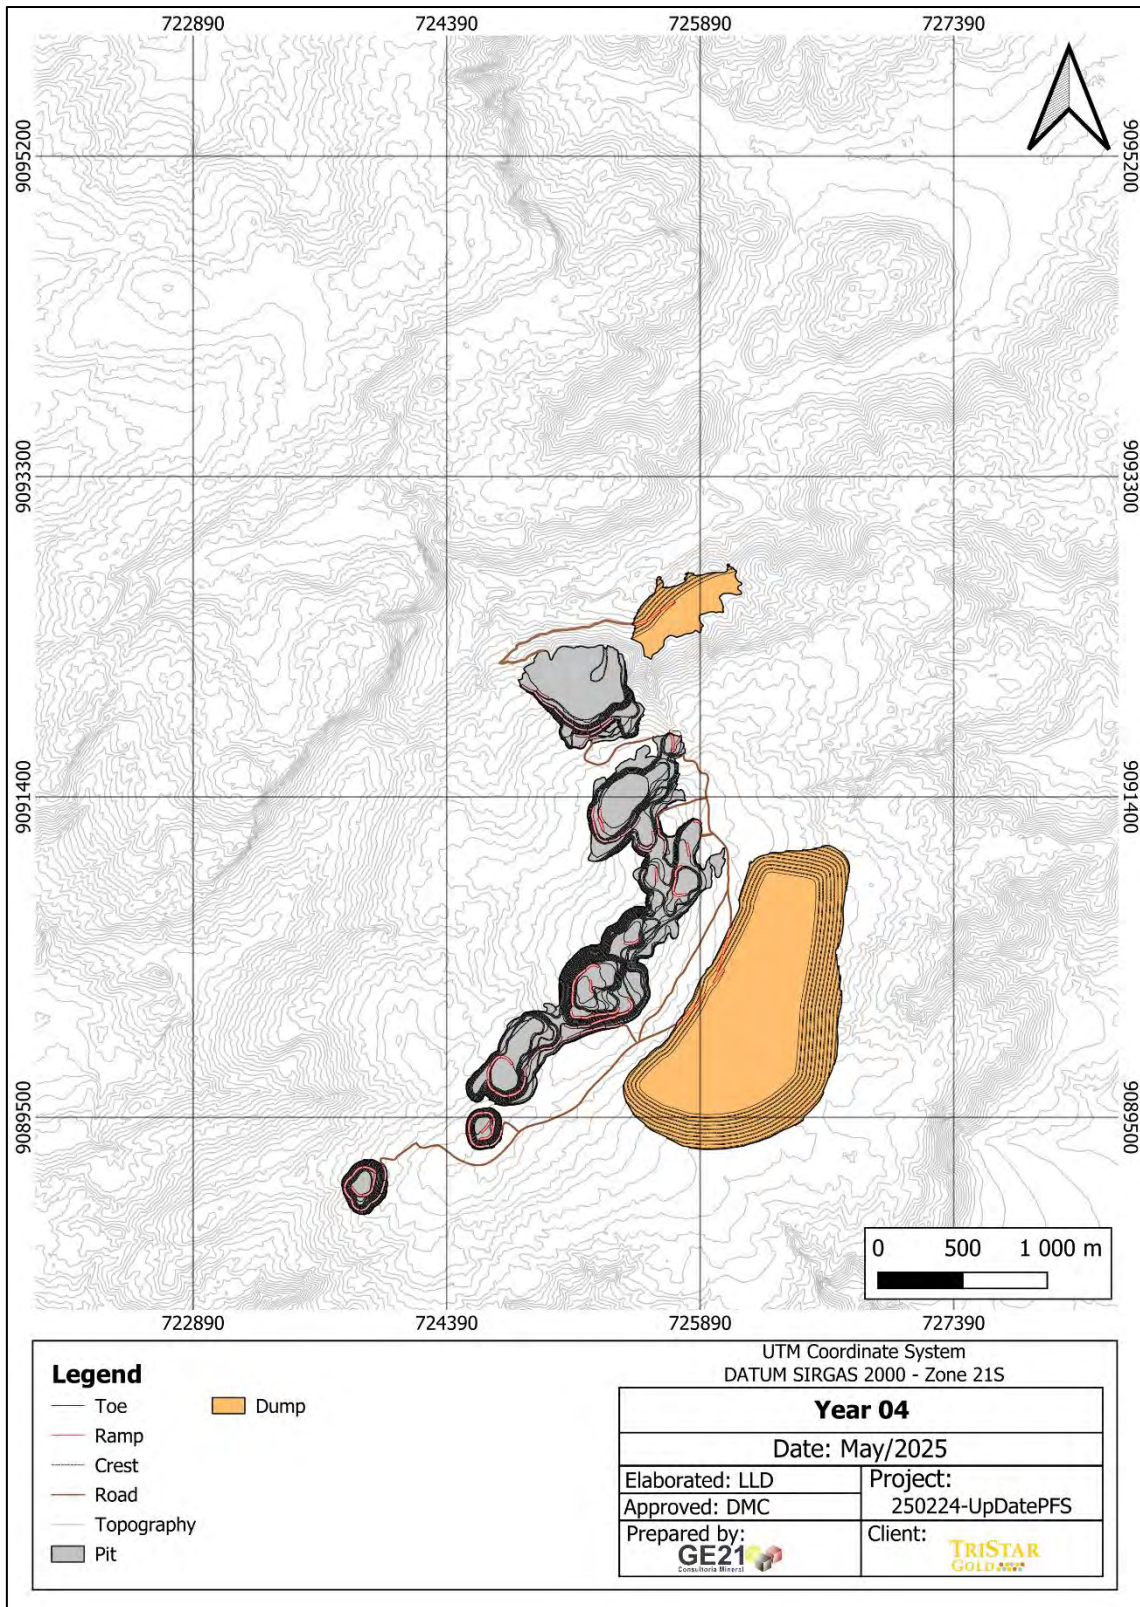 722890 724390 725890 727390
9095200 9095200
9093300 9093300
9091400 9091400
9089500 9089500
0 500 1 000 m
722890 724390 725890 727390
Legend
Toe
Ramp
Crest
Road
Topography
Pit
Dump
UTM Coordinate System
DATUM SIRGAS 2000 - Zone 21S
Year 04
Date: May/2025
Elaborated: LLD
Approved: DMC
Project:
250224-UpDatePFS
Prepared by:
GE21
Consultoria Mineral
Client:
TRISTAR
GOLD